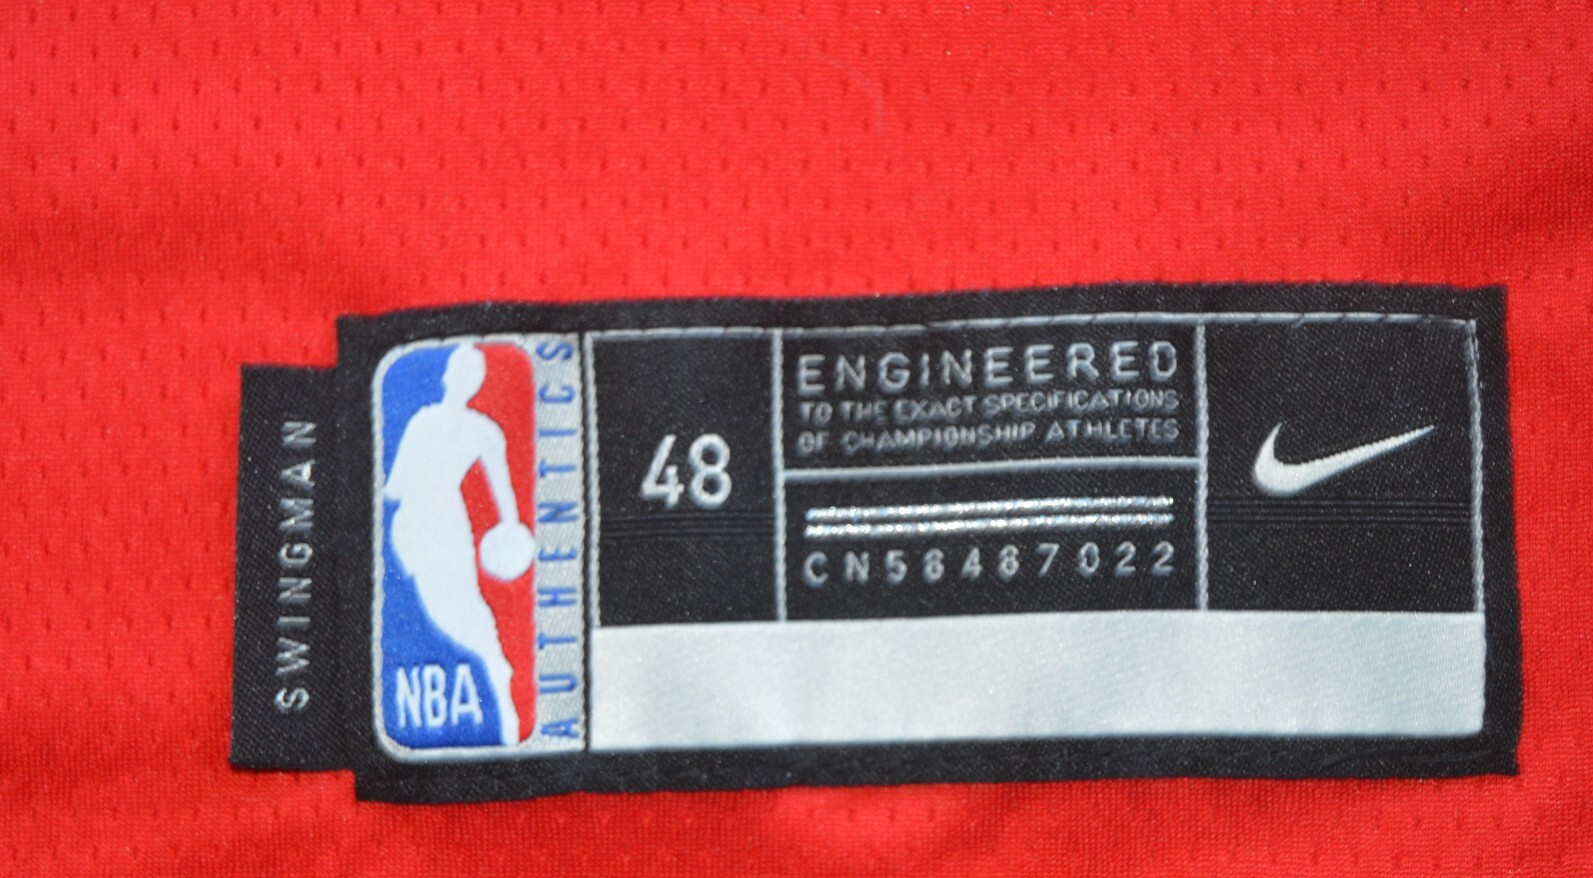 SWINGMAN
NBA
AUTHENTICS
48
ENGINEERED
TO THE EXACT SPECIFICATIONS
OF CHAMPIONSHIP ATHLETES
CN58487022